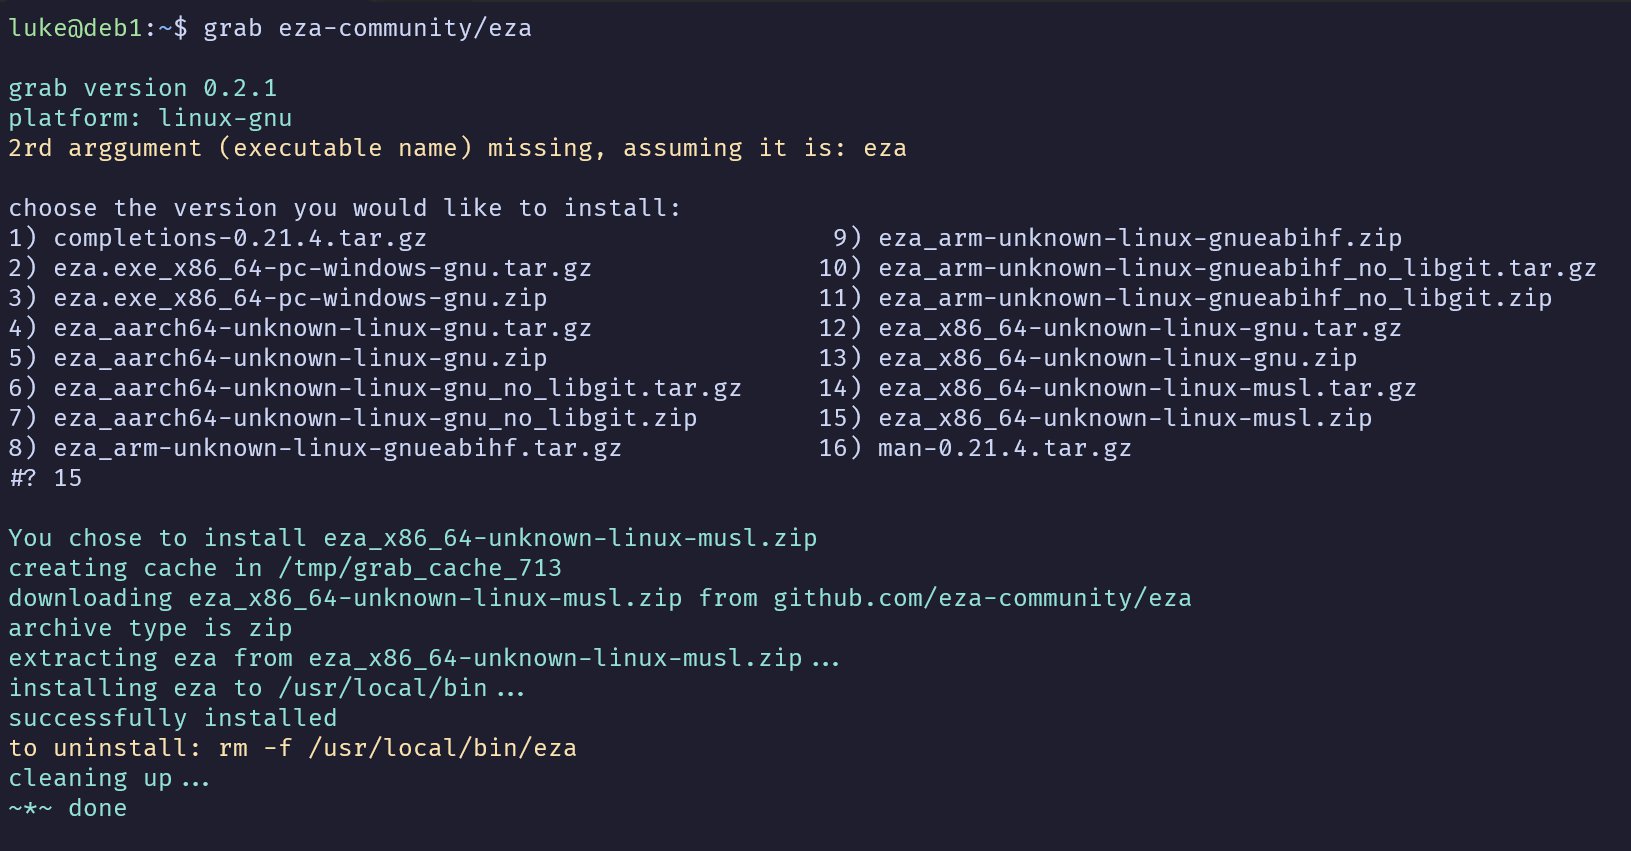 luke@deb1:~$ grab eza-community/eza
grab version 0.2.1
platform: linux-gnu
2rd arggument (executable name) missing, assuming it is: eza
choose the version you would like to install:
1) completions-0.21.4.tar.gz 9) eza_arm-unknown-linux-gnueabihf.zip
2) eza.exe_x86_64-pc-windows-gnu.tar.gz 10) eza_arm-unknown-linux-gnueabihf_no_libgit.tar.gz
3) eza.exe_x86_64-pc-windows-gnu.zip 11) eza_arm-unknown-linux-gnueabihf_no_libgit.zip
4) eza_aarch64-unknown-linux-gnu.tar.gz 12) eza_x86_64-unknown-linux-gnu.tar.gz
5) eza_aarch64-unknown-linux-gnu.zip 13) eza_x86_64-unknown-linux-gnu.zip
6) eza_aarch64-unknown-linux-gnu_no_libgit.tar.gz 14) eza_x86_64-unknown-linux-musl.tar.gz
7) eza_aarch64-unknown-linux-gnu_no_libgit.zip 15) eza_x86_64-unknown-linux-musl.zip
8) eza_arm-unknown-linux-gnueabihf.tar.gz 16) man-0.21.4.tar.gz
#? 15
You chose to install eza_x86_64-unknown-linux-musl.zip
creating cache in /tmp/grab_cache_713
downloading eza_x86_64-unknown-linux-musl.zip from github.com/eza-community/eza
archive type is zip
extracting eza from eza_x86_64-unknown-linux-musl.zip...
installing eza to /usr/local/bin...
successfully installed
to uninstall: rm -f /usr/local/bin/eza
cleaning up...
~*~ done